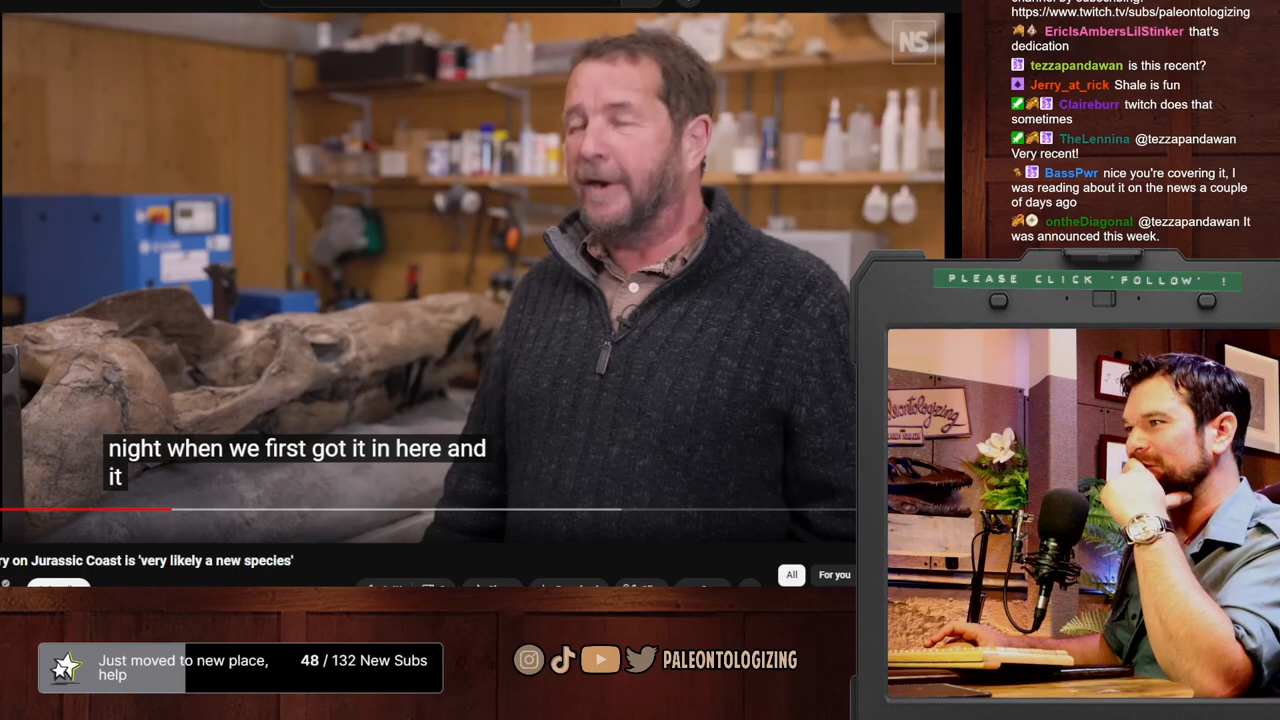 NS
night when we first got it in here and
it
ry on Jurassic Coast is 'very likely a new species'
All
For you
Just moved to new place,
help
48 / 132 New Subs
PALEONTOLOGIZING
channel by subscribing:
https://www.twitch.tv/subs/paleontologizing
EricIsAmbersLilStinker that's
dedication
tezzapandawan is this recent?
Jerry_at_rick Shale is fun
Claireburr twitch does that
sometimes
TheLennina @tezzapandawan
Very recent!
BassPwr nice you're covering it, I
was reading about it on the news a couple
of days ago
ontheDiagonal @tezzapandawan It
was announced this week.
PLEASE CLICK 'FOLLOW' !
Paleontologizing